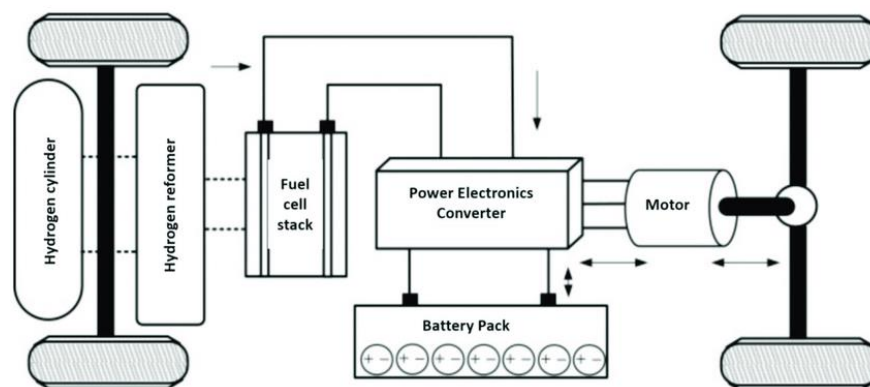 Hydrogen cylinder
Hydrogen reformer
Fuel
cell
stack
Power Electronics
Converter
Motor
Battery Pack
+ - + - + - + - + - + - + -